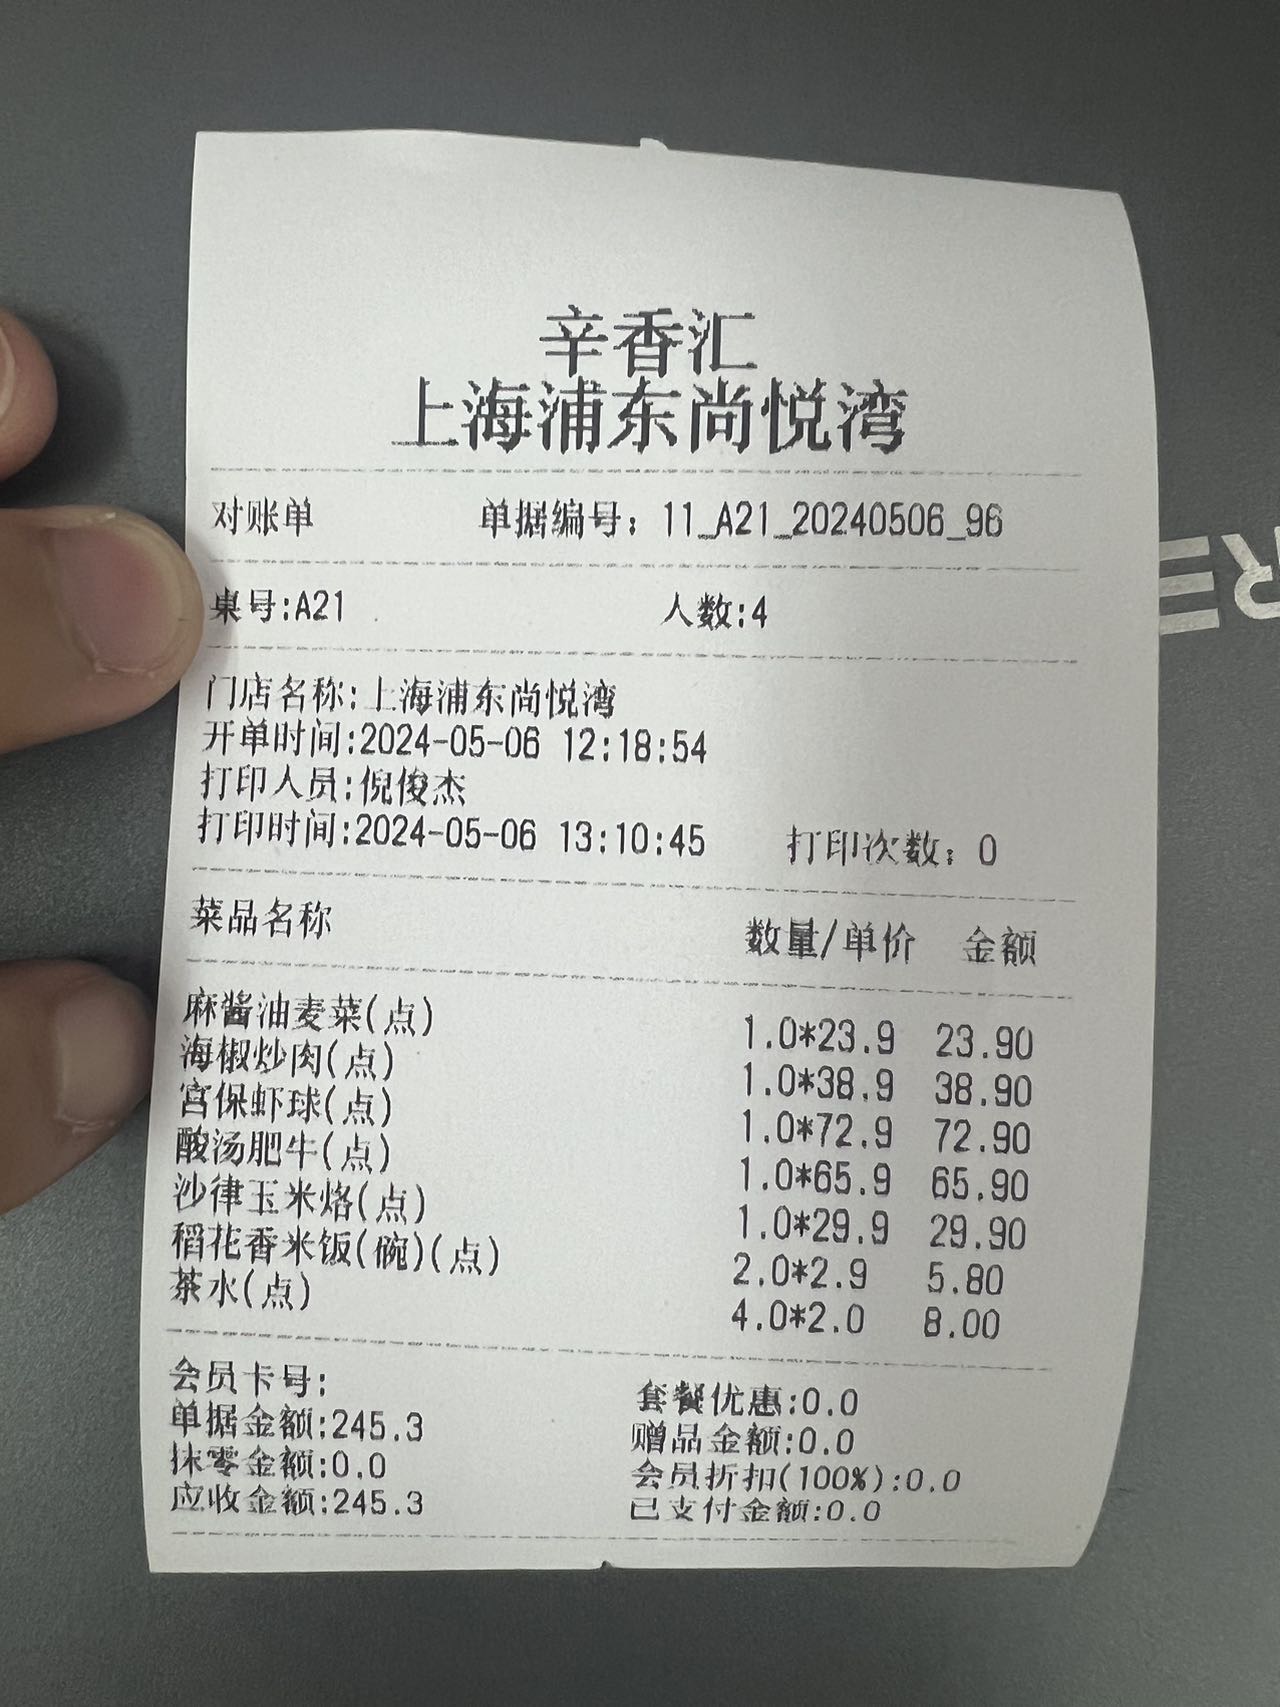 辛香汇
上海浦东尚悦湾
对账单 单据编号：11_A21_20240506_96
桌号:A21 人数:4
门店名称:上海浦东尚悦湾
开单时间:2024-05-06 12:18:54
打印人员:倪俊杰
打印时间:2024-05-06 13:10:45 打印次数：0
菜品名称 数量/单价 金额
麻酱油麦菜(点) 1.0*23.9 23.90
海椒炒肉(点) 1.0*38.9 38.90
宫保虾球(点) 1.0*72.9 72.90
酸汤肥牛(点) 1.0*65.9 65.90
沙律玉米烙(点) 1.0*29.9 29.90
稻花香米饭(碗)(点) 2.0*2.9 5.80
茶水(点) 4.0*2.0 8.00
会员卡号: 套餐优惠:0.0
单据金额:245.3 赠品金额:0.0
抹零金额:0.0 会员折扣(100%):0.0
应收金额:245.3 已支付金额:0.0